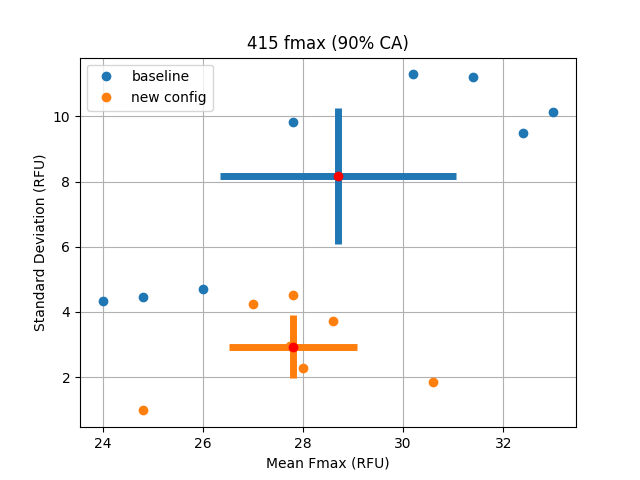 415 fmax (90% CA)
baseline
new config
Standard Deviation (RFU)
10
8
6
4
2
24 26 28 30 32
Mean Fmax (RFU)